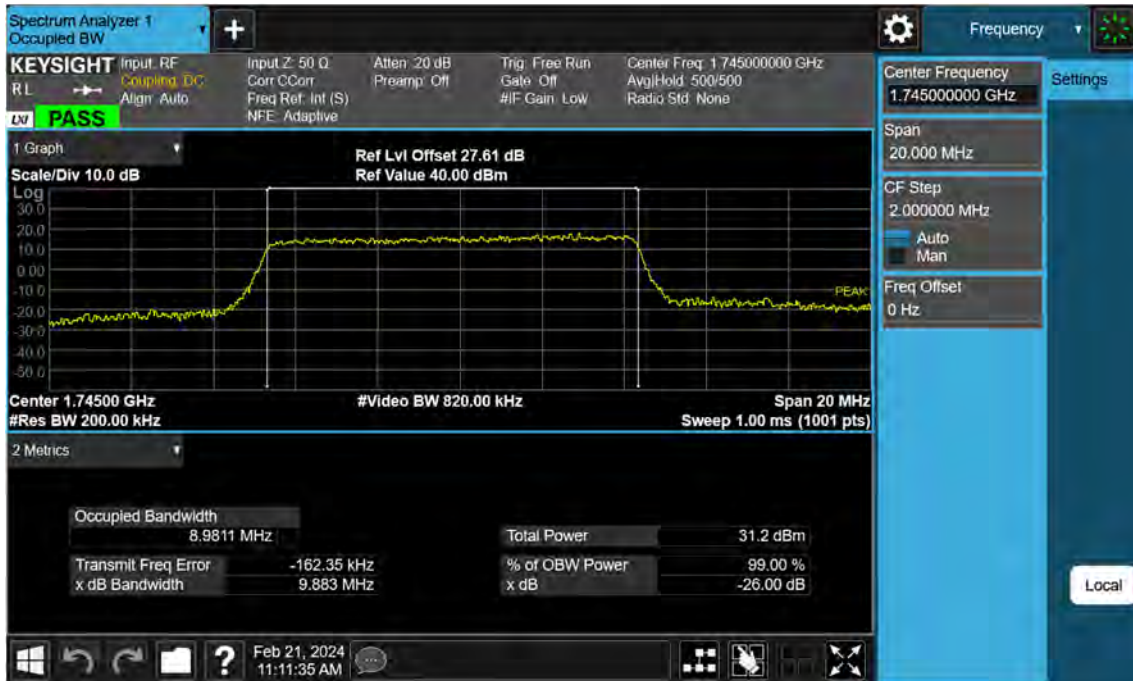 Spectrum Analyzer 1
Occupied BW
+
Frequency
KEYSIGHT
RL
LXI PASS
Input: RF
Coupling: DC
Align: Auto
Input Z: 50 Ω
Corr CCorr
Freq Ref: Int (S)
NFE: Adaptive
Atten: 20 dB
Preamp: Off
Trig: Free Run
Gate: Off
#IF Gain: Low
Center Freq: 1.745000000 GHz
Avg|Hold: 500/500
Radio Std: None
Center Frequency
1.745000000 GHz
Settings
Span
20.000 MHz
CF Step
2.000000 MHz
Auto
Man
Freq Offset
0 Hz
1 Graph
Scale/Div 10.0 dB
Ref Lvl Offset 27.61 dB
Ref Value 40.00 dBm
Log
30.0
20.0
10.0
0.00
-10.0
-20.0
-30.0
-40.0
-50.0
PEAK
Center 1.74500 GHz
#Video BW 820.00 kHz
Span 20 MHz
#Res BW 200.00 kHz
Sweep 1.00 ms (1001 pts)
2 Metrics
Occupied Bandwidth
8.9811 MHz
Total Power 31.2 dBm
Transmit Freq Error -162.35 kHz
% of OBW Power 99.00 %
x dB Bandwidth 9.883 MHz
x dB -26.00 dB
Local
?
Feb 21, 2024
11:11:35 AM